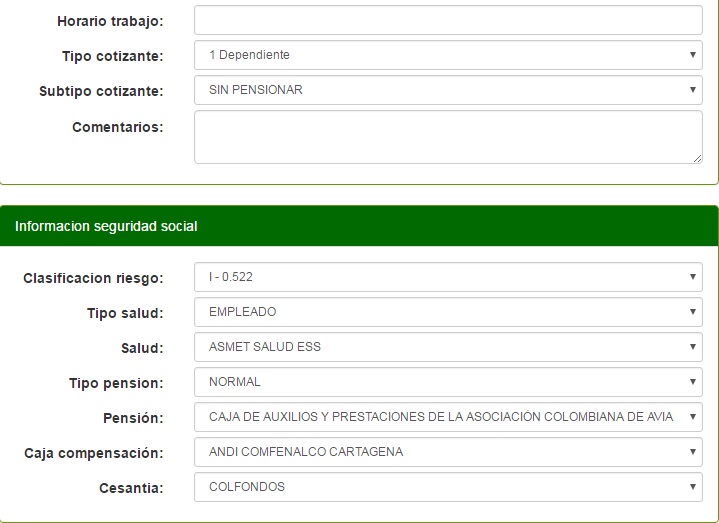 Horario trabajo:
Tipo cotizante: 1 Dependiente
Subtipo cotizante: SIN PENSIONAR
Comentarios:
Informacion seguridad social
Clasificacion riesgo: I - 0.522
Tipo salud: EMPLEADO
Salud: ASMET SALUD ESS
Tipo pension: NORMAL
Pensión: CAJA DE AUXILIOS Y PRESTACIONES DE LA ASOCIACIÓN COLOMBIANA DE AVIA
Caja compensación: ANDI COMFENALCO CARTAGENA
Cesantia: COLFONDOS